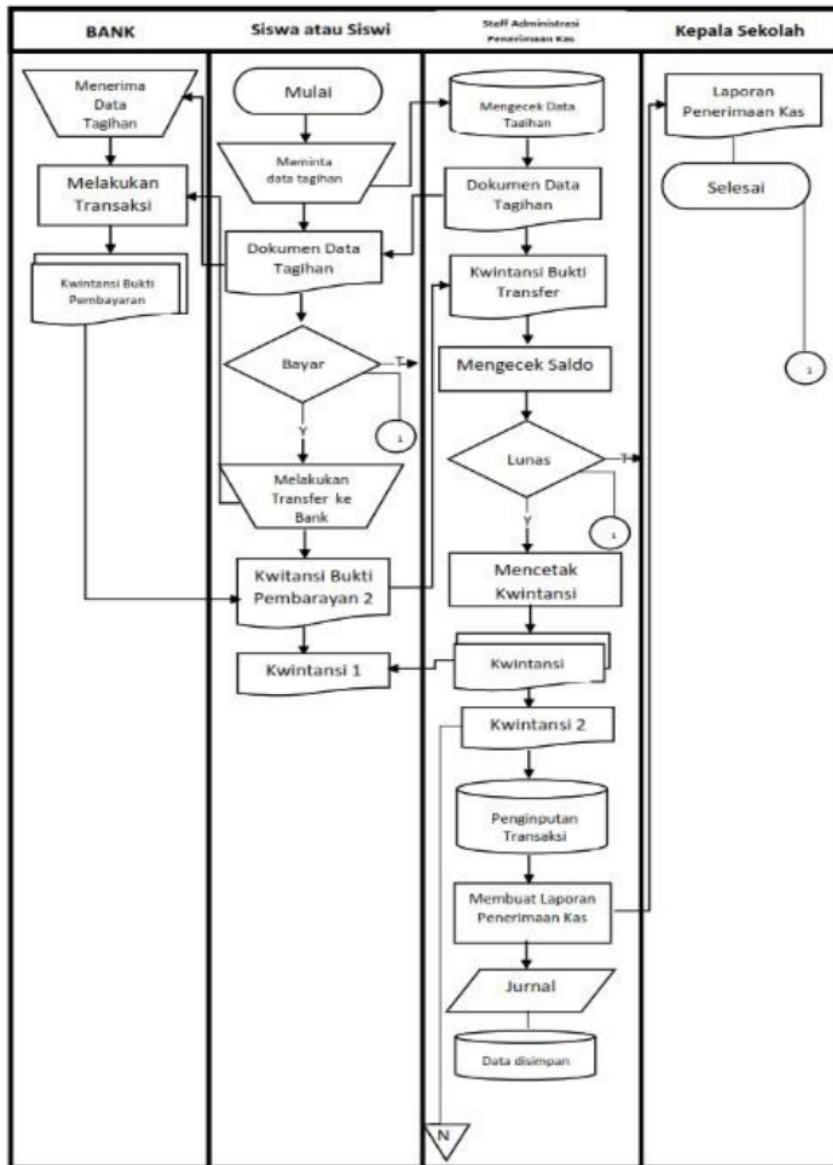 BANK
Siswa atau Siswi
Staff Administrasi
Penerimaan Kas
Kepala Sekolah
Menerima
Data
Tagihan
Melakukan
Transaksi
Kwintansi Bukti
Pembayaran
Mulai
Meminta
data tagihan
Dokumen Data
Tagihan
Bayar
T
1
Y
Melakukan
Transfer ke
Bank
Kwitansi Bukti
Pembarayan 2
Kwintansi 1
Mengecek Data
Tagihan
Dokumen Data
Tagihan
Kwintansi Bukti
Transfer
Mengecek Saldo
Lunas
T
1
Y
Mencetak
Kwintansi
Kwintansi
Kwintansi 2
Penginputan
Transaksi
Membuat Laporan
Penerimaan Kas
Jurnal
Data disimpan
N
Laporan
Penerimaan Kas
Selesai
1